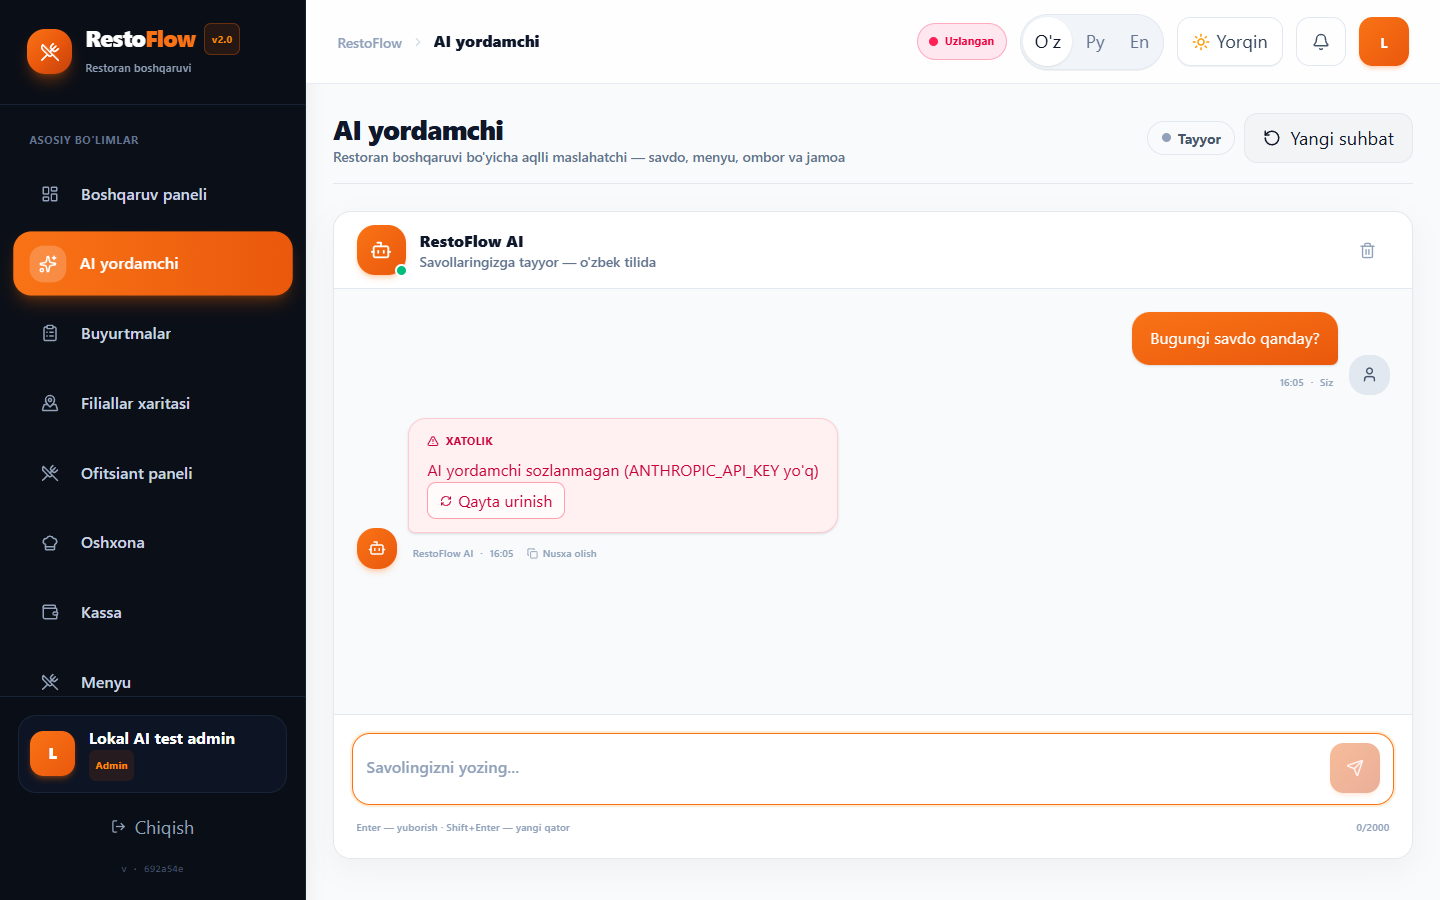 RestoFlow v2.0
Restoran boshqaruvi
ASOSIY BO'LIMLAR
Boshqaruv paneli
AI yordamchi
Buyurtmalar
Filiallar xaritasi
Ofitsiant paneli
Oshxona
Kassa
Menyu
L
Lokal AI test admin
Admin
Chiqish
v · 692a54e
RestoFlow > AI yordamchi
Uzlangan
O'z Ру En
Yorqin
L
AI yordamchi
Restoran boshqaruvi bo'yicha aqlli maslahatchi — savdo, menyu, ombor va jamoa
Tayyor
Yangi suhbat
RestoFlow AI
Savollaringizga tayyor — o'zbek tilida
Bugungi savdo qanday?
16:05 · Siz
XATOLIK
AI yordamchi sozlanmagan (ANTHROPIC_API_KEY yo'q)
Qayta urinish
RestoFlow AI · 16:05 Nusxa olish
Savolingizni yozing...
Enter — yuborish · Shift+Enter — yangi qator
0/2000